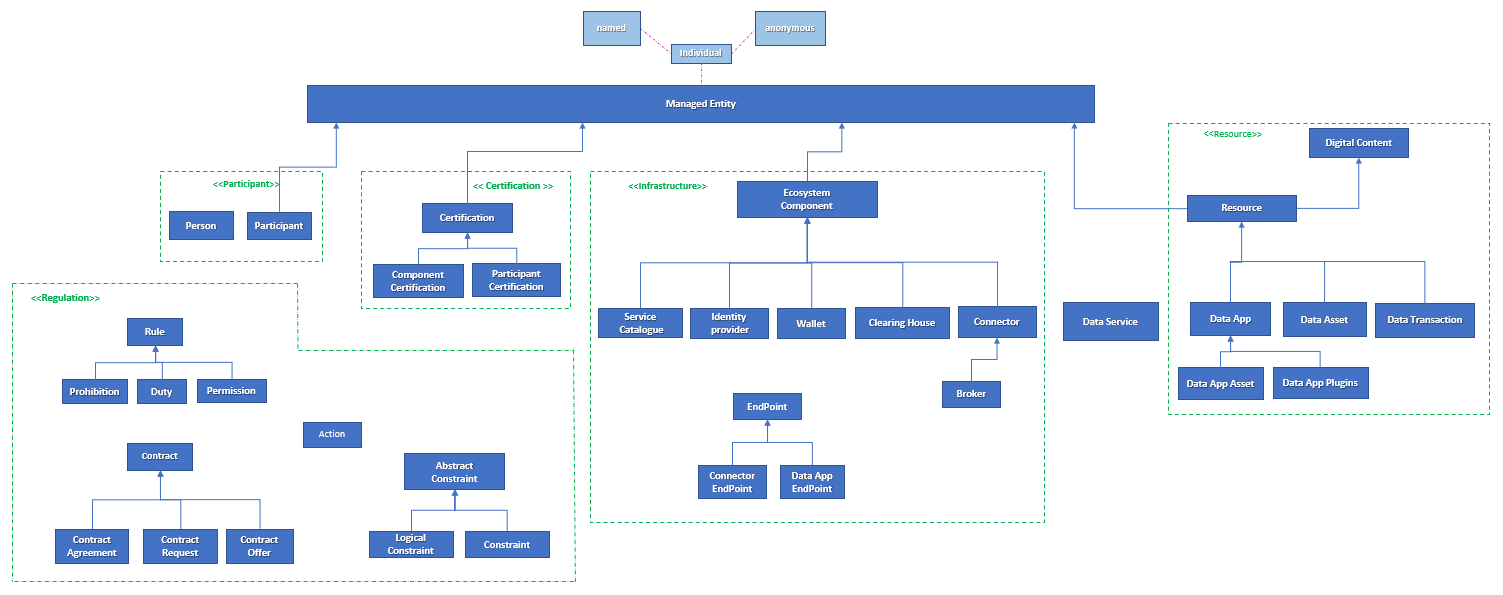 named
anonymous
Individual
Managed Entity
<<Participant>>
Person
Participant
<< Certification >>
Certification
Component
Certification
Participant
Certification
<<Infrastructure>>
Ecosystem
Component
Service
Catalogue
Identity
provider
Wallet
Clearing House
Connector
Broker
EndPoint
Connector
EndPoint
Data App
EndPoint
Data Service
<<Resource>>
Digital Content
Resource
Data App
Data Asset
Data Transaction
Data App Asset
Data App Plugins
<<Regulation>>
Rule
Prohibition
Duty
Permission
Action
Contract
Contract
Agreement
Contract
Request
Contract
Offer
Abstract
Constraint
Logical
Constraint
Constraint